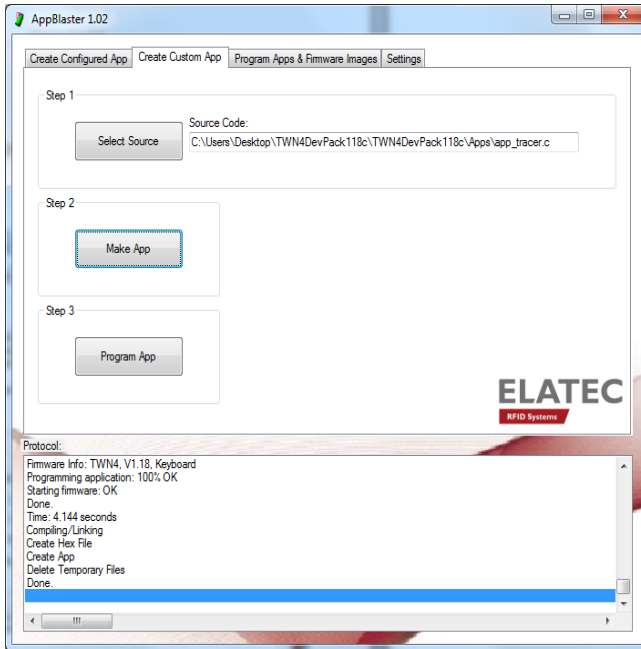 AppBlaster 1.02
Create Configured App
Create Custom App
Program Apps & Firmware Images
Settings
Step 1
Select Source
Source Code:
C:\Users\Desktop\TWN4DevPack118c\TWN4DevPack118c\Apps\app_tracer.c
Step 2
Make App
Step 3
Program App
ELATEC
RFID Systems
Protocol:
Firmware Info: TWN4, V1.18, Keyboard
Programming application: 100% OK
Starting firmware: OK
Done.
Time: 4.144 seconds
Compiling/Linking
Create Hex File
Create App
Delete Temporary Files
Done.